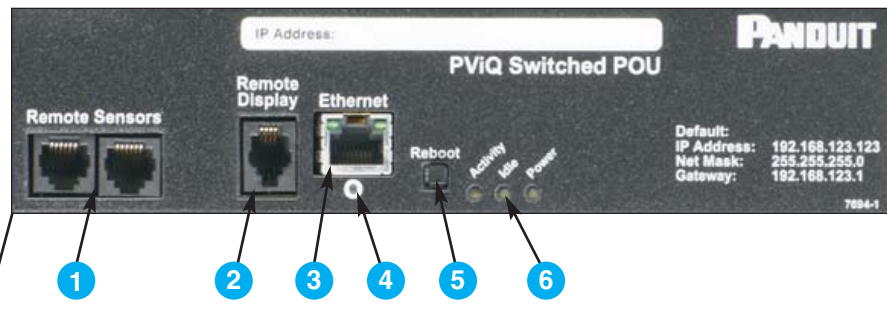 IP Address:
PANDUIT
PViQ Switched POU
Remote
Display
Ethernet
Remote Sensors
Reboot
Activity
Idle
Power
Default:
IP Address: 192.168.123.123
Net Mask: 255.255.255.0
Gateway: 192.168.123.1
7694-1
1
2
3
4
5
6